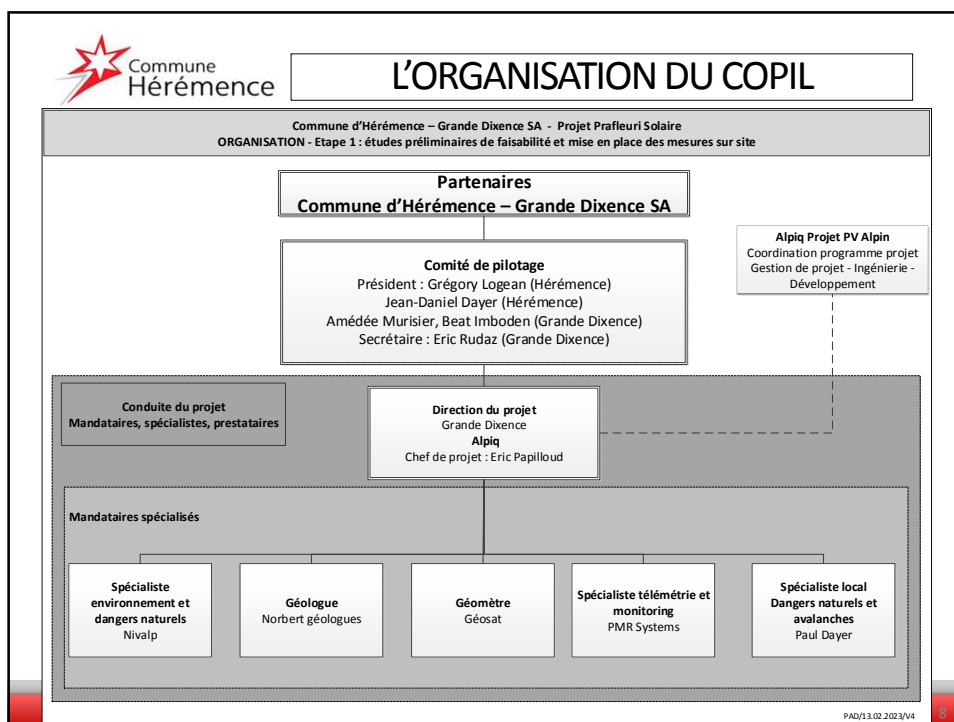 Commune
Hérémence
L'ORGANISATION DU COPIL
Commune d'Hérémence – Grande Dixence SA - Projet Prafleuri Solaire
ORGANISATION - Etape 1 : études préliminaires de faisabilité et mise en place des mesures sur site
Partenaires
Commune d'Hérémence – Grande Dixence SA
Alpiq Projet PV Alpin
Coordination programme projet
Gestion de projet - Ingénierie -
Développement
Comité de pilotage
Président : Grégory Logean (Hérémence)
Jean-Daniel Dayer (Hérémence)
Amédée Murisier, Beat Imboden (Grande Dixence)
Secrétaire : Eric Rudaz (Grande Dixence)
Conduite du projet
Mandataires, spécialistes, prestataires
Direction du projet
Grande Dixence
Alpiq
Chef de projet : Eric Papilloud
Mandataires spécialisés
Spécialiste
environnement et
dangers naturels
Nivalp
Géologue
Norbert géologues
Géomètre
Géosat
Spécialiste télémétrie et
monitoring
PMR Systems
Spécialiste local
Dangers naturels et
avalanches
Paul Dayer
PAD/13.02.2023/V4
8